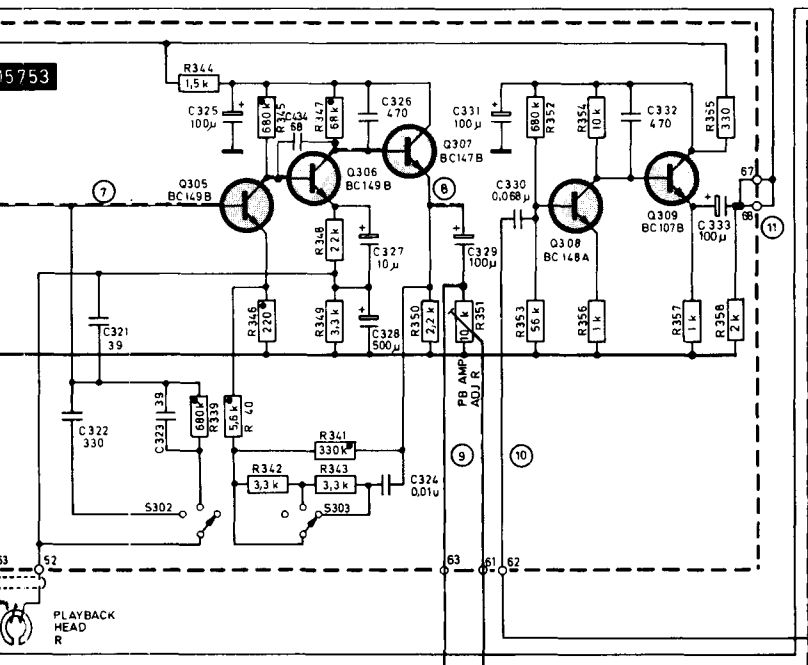 05753
R344
1,5k
C325
100µ
680k
R345
C434
68
R347
68k
C326
470
Q307
BC147B
C331
100µ
680k
R352
R354
10k
C332
470
R355
330
67
7
Q305
BC149B
Q306
BC149B
8
C330
0,068µ
Q308
BC148A
Q309
BC107B
C333
100µ
68
11
R348
2,2k
C327
10µ
C329
100µ
C321
39
R346
220
R349
3,3k
C328
500µ
R350
2,2k
10k
R351
R353
56k
R356
1k
R357
1k
R358
2k
PB AMP
ADJ R
C322
330
39
C323
680k
R339
5,6k
R 40
R341
330k
R342
3,3k
R343
3,3k
C324
0,01µ
9
10
S302
S303
63
52
63
61
62
PLAYBACK
HEAD
R